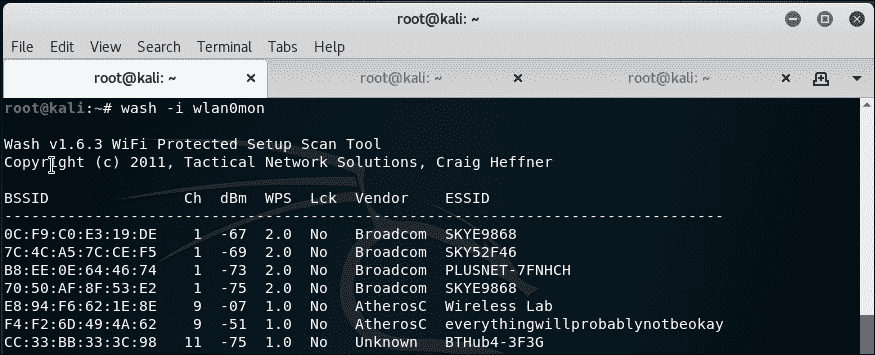 root@kali: ~
File Edit View Search Terminal Tabs Help
root@kali: ~ root@kali: ~ root@kali: ~
root@kali:~# wash -i wlan0mon
Wash v1.6.3 WiFi Protected Setup Scan Tool
Copyright (c) 2011, Tactical Network Solutions, Craig Heffner
BSSID Ch dBm WPS Lck Vendor ESSID
--------------------------------------------------------------------------------
0C:F9:C0:E3:19:DE 1 -67 2.0 No Broadcom SKYE9868
7C:4C:A5:7C:CE:F5 1 -69 2.0 No Broadcom SKY52F46
B8:EE:0E:64:46:74 1 -73 2.0 No Broadcom PLUSNET-7FNHCH
70:50:AF:8F:53:E2 1 -75 2.0 No Broadcom SKYE9868
E8:94:F6:62:1E:8E 9 -07 1.0 No AtherosC Wireless Lab
F4:F2:6D:49:4A:62 9 -51 1.0 No AtherosC everythingwillprobablynotbeokay
CC:33:BB:33:3C:98 11 -75 1.0 No Unknown BTHub4-3F3G